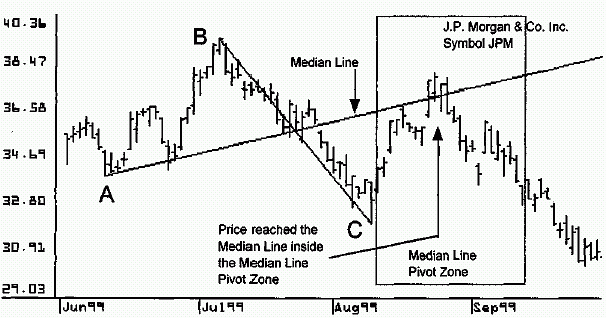 40.36
38.47
36.58
34.69
32.80
30.91
29.03
J.P. Morgan & Co. Inc.
Symbol JPM
B
Median Line
A
C
Price reached the
Median Line inside
the Median Line
Pivot Zone
Median Line
Pivot Zone
Jun99
Jul99
Aug99
Sep99